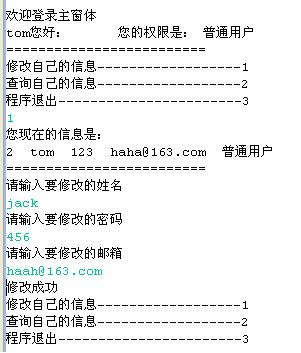 欢迎登录主窗体
tom您好：      您的权限是： 普通用户
=========================
修改自己的信息------------------1
查询自己的信息------------------2
程序退出-----------------------3
1
您现在的信息是：
2  tom  123  haha@163.com  普通用户
==========================
请输入要修改的姓名
jack
请输入要修改的密码
456
请输入要修改的邮箱
haah@163.com
修改成功
修改自己的信息------------------1
查询自己的信息------------------2
程序退出-----------------------3